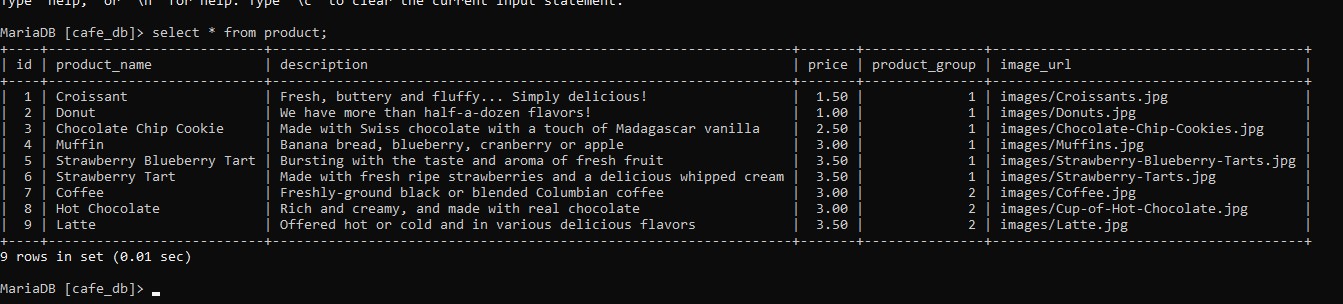 Type 'help;' or '\h' for help. Type '\c' to clear the current input statement.
MariaDB [cafe_db]> select * from product;
+----+---------------------------+----------------------------------------------------------------+-------+---------------+----------------------------------------+
| id | product_name              | description                                                    | price | product_group | image_url                              |
+----+---------------------------+----------------------------------------------------------------+-------+---------------+----------------------------------------+
|  1 | Croissant                 | Fresh, buttery and fluffy... Simply delicious!                 |  1.50 |             1 | images/Croissants.jpg                  |
|  2 | Donut                     | We have more than half-a-dozen flavors!                        |  1.00 |             1 | images/Donuts.jpg                      |
|  3 | Chocolate Chip Cookie     | Made with Swiss chocolate with a touch of Madagascar vanilla   |  2.50 |             1 | images/Chocolate-Chip-Cookies.jpg      |
|  4 | Muffin                    | Banana bread, blueberry, cranberry or apple                    |  3.00 |             1 | images/Muffins.jpg                     |
|  5 | Strawberry Blueberry Tart | Bursting with the taste and aroma of fresh fruit               |  3.50 |             1 | images/Strawberry-Blueberry-Tarts.jpg |
|  6 | Strawberry Tart           | Made with fresh ripe strawberries and a delicious whipped cream |  3.50 |             1 | images/Strawberry-Tarts.jpg            |
|  7 | Coffee                    | Freshly-ground black or blended Columbian coffee               |  3.00 |             2 | images/Coffee.jpg                      |
|  8 | Hot Chocolate             | Rich and creamy, and made with real chocolate                  |  3.00 |             2 | images/Cup-of-Hot-Chocolate.jpg        |
|  9 | Latte                     | Offered hot or cold and in various delicious flavors           |  3.50 |             2 | images/Latte.jpg                       |
+----+---------------------------+----------------------------------------------------------------+-------+---------------+----------------------------------------+
9 rows in set (0.01 sec)
MariaDB [cafe_db]>